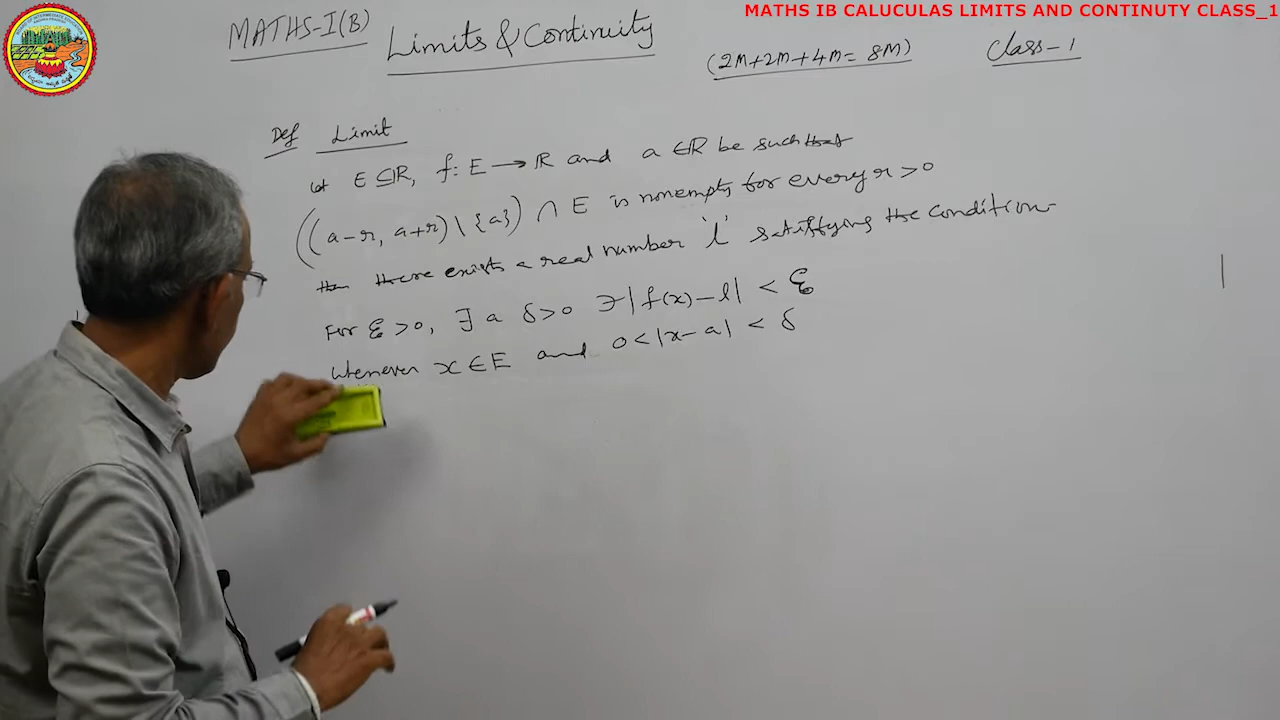 MATHS IB CALUCULAS LIMITS AND CONTINUTY CLASS_1
MATHS-I(B) Limits & Continuity
(2M+2M+4M=8M) Class-1
Def Limit
Let E ⊆ R, f: E → R and a ∈ R be such that
((a-r, a+r) \ {a}) ∩ E is nonempty for every r > 0
then there exists a real number 'l' satisfying the condition
For ε > 0, ∃ a δ > 0 ∋ |f(x) - l| < ε
Whenever x ∈ E and 0 < |x - a| < δ